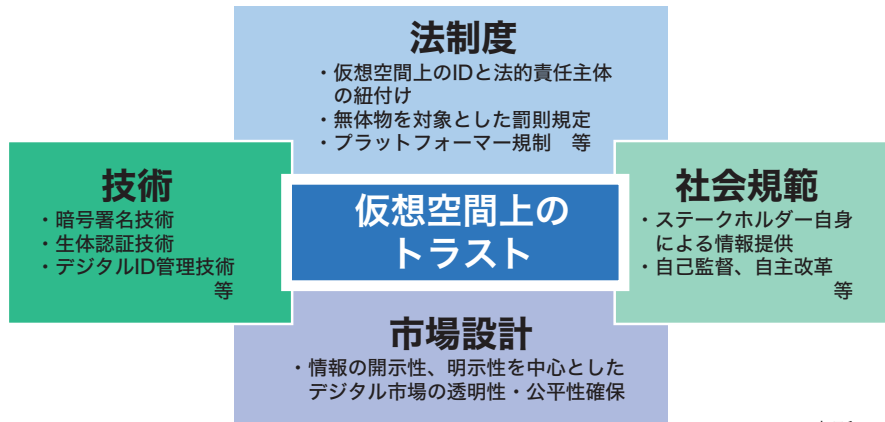 法制度
・仮想空間上のIDと法的責任主体
の紐付け
・無体物を対象とした罰則規定
・プラットフォーマー規制　等
技術
・暗号署名技術
・生体認証技術
・デジタルID管理技術
等
仮想空間上の
トラスト
社会規範
・ステークホルダー自身
による情報提供
・自己監督、自主改革
等
市場設計
・情報の開示性、明示性を中心とした
デジタル市場の透明性・公平性確保